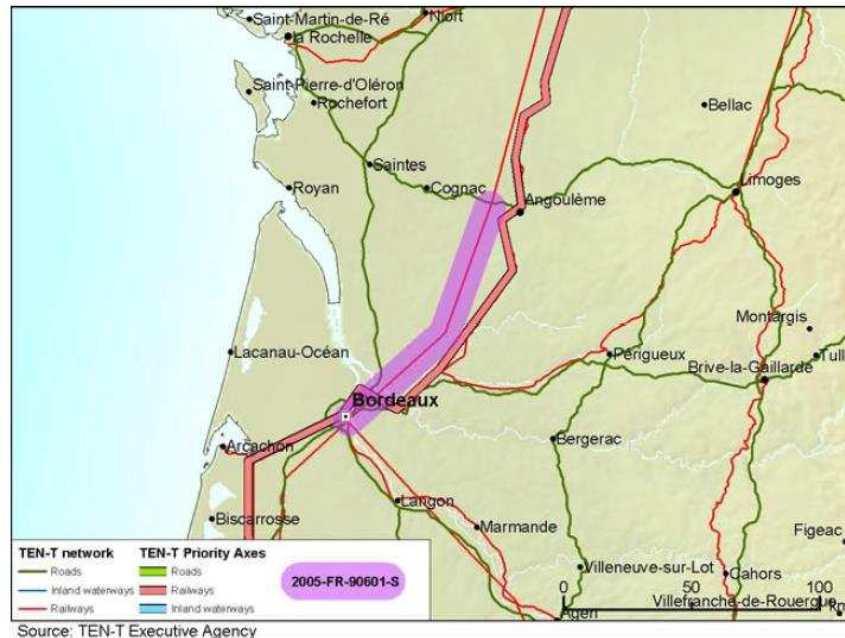 Saint-Martin-de-Ré
Niort
la Rochelle
Saint-Pierre-d'Oléron
Rochefort
Bellac
Saintes
Royan
Cognac
Limoges
Angoulême
Montargis
Lacanau-Océan
Périgueux
Tull
Brive-la-Gaillarde
Bordeaux
Arcachon
Bergerac
Langon
Biscarrosse
Marmande
Figeac
Villeneuve-sur-Lot
Cahors
0 50 100
Villefranche-de-Rouergue
Agen
TEN-T network
Roads
Inland waterways
Railways
TEN-T Priority Axes
Roads
Railways
Inland waterways
2005-FR-90601-S
Source: TEN-T Executive Agency